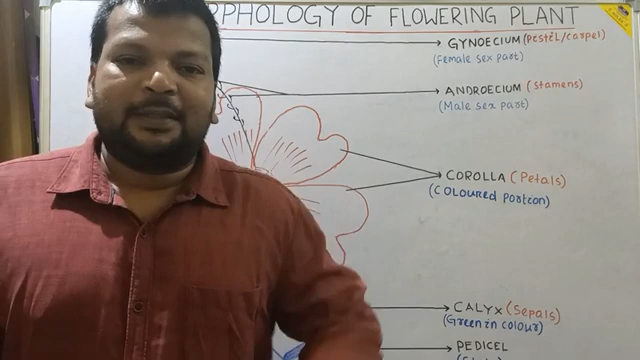 RPHOLOGY OF FLOWERING PLANT
GYNOECIUM (Pistil/carpel)
(Female sex part)
ANDROECIUM (Stamens)
(Male sex part)
COROLLA (Petals)
(COLOURED PORTION)
CALYX (Sepals)
(Green in colour)
PEDICEL